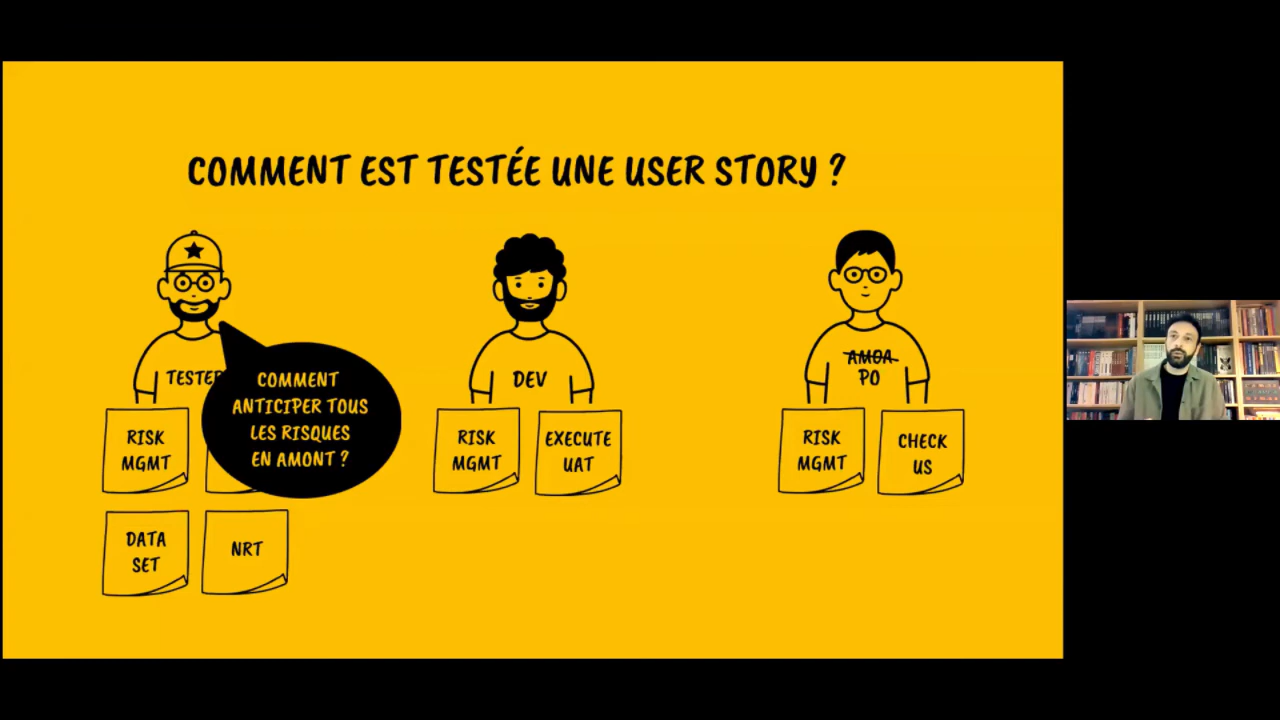 COMMENT EST TESTÉE UNE USER STORY ?
COMMENT
ANTICIPER TOUS
LES RISQUES
EN AMONT ?
DEV
AMOA
PO
RISK
MGMT
RISK
MGMT
EXECUTE
UAT
RISK
MGMT
CHECK
US
DATA
SET
NRT